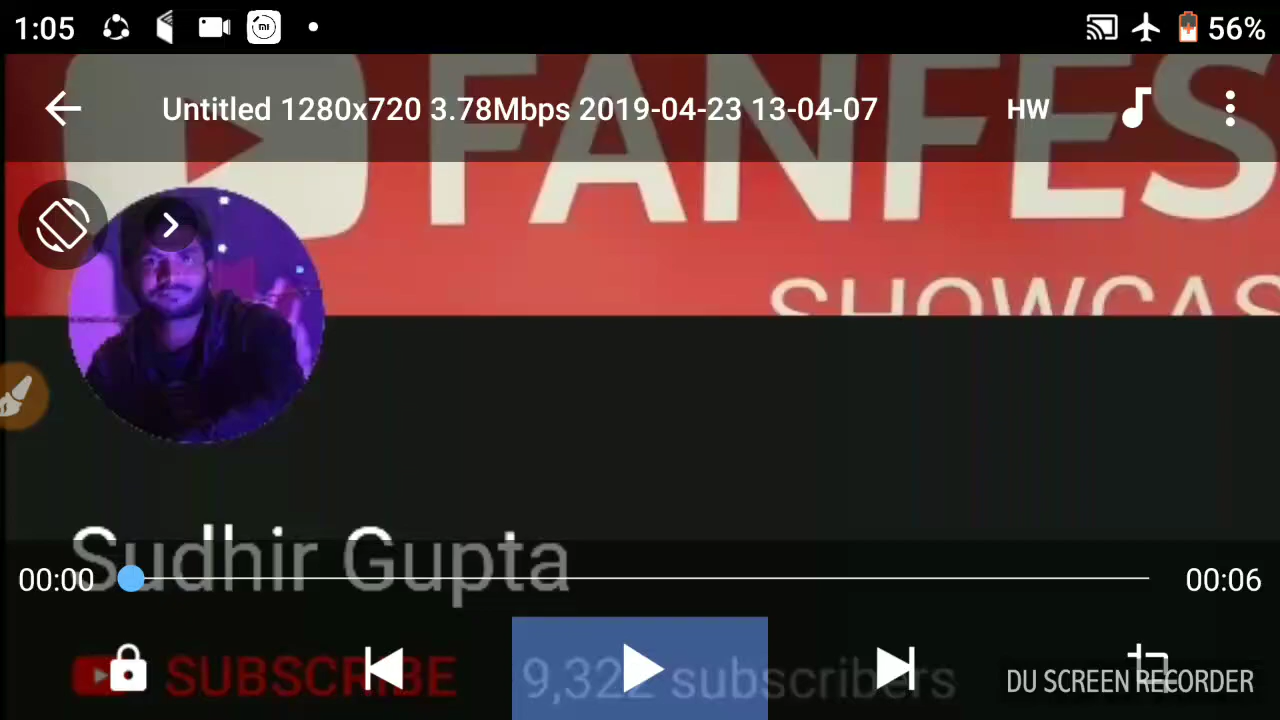 1:05 56%
Untitled 1280x720 3.78Mbps 2019-04-23 13-04-07 HW
FANFES
SHOWCAS
Sudhir Gupta
00:00 00:06
SUBSCRIBE 9,322 subscribers
DU SCREEN RECORDER